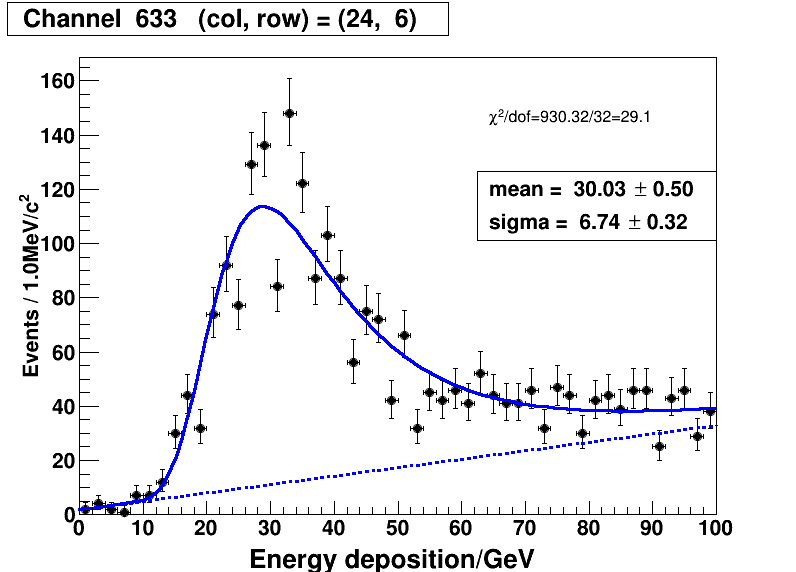 Channel 633 (col, row) = (24, 6)
χ²/dof=930.32/32=29.1
mean = 30.03 ± 0.50
sigma = 6.74 ± 0.32
Events / 1.0MeV/c²
160
140
120
100
80
60
40
20
0
0 10 20 30 40 50 60 70 80 90 100
Energy deposition/GeV